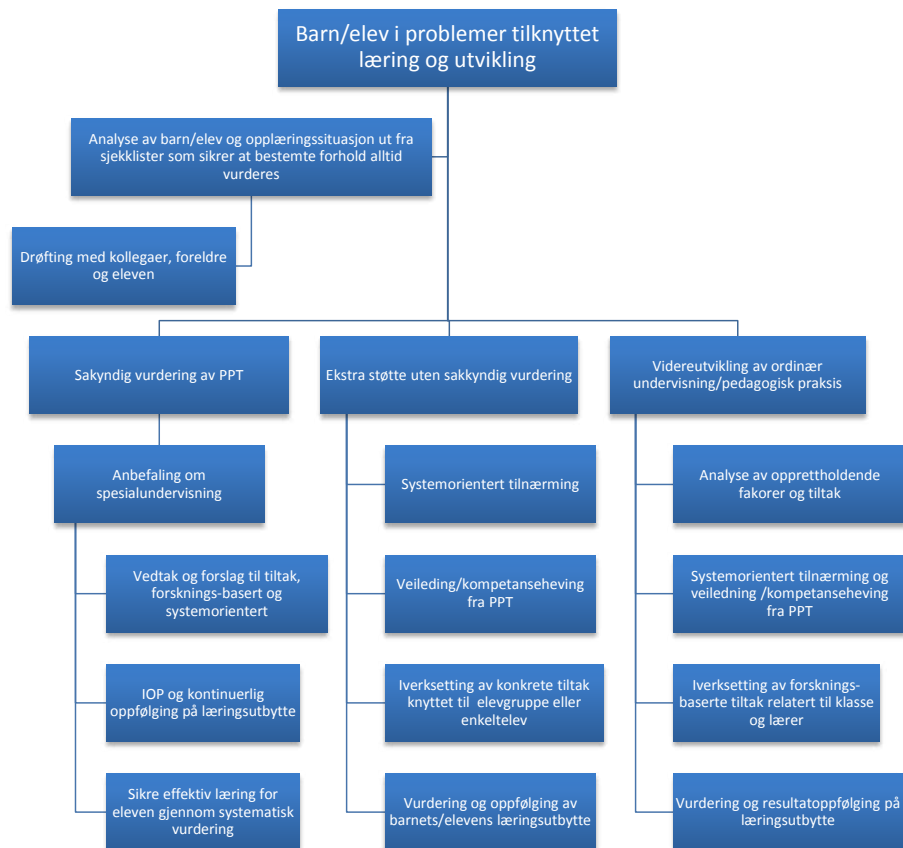 Barn/elev i problemer tilknyttet
læring og utvikling
Analyse av barn/elev og opplæringssituasjon ut fra
sjekklister som sikrer at bestemte forhold alltid
vurderes
Drøfting med kollegaer, foreldre
og eleven
Sakyndig vurdering av PPT
Anbefaling om
spesialundervisning
Vedtak og forslag til tiltak,
forsknings-basert og
systemorientert
IOP og kontinuerlig
oppfølging på læringsutbytte
Sikre effektiv læring for
eleven gjennom systematisk
vurdering
Ekstra støtte uten sakkyndig vurdering
Systemorientert tilnærming
Veileding/kompetanseheving
fra PPT
Iverksetting av konkrete tiltak
knyttet til elevgruppe eller
enkeltelev
Vurdering og oppfølging av
barnets/elevens læringsutbytte
Videreutvikling av ordinær
undervisning/pedagogisk praksis
Analyse av opprettholdende
fakorer og tiltak
Systemorientert tilnærming og
veiledning /kompetanseheving
fra PPT
Iverksetting av forsknings-
baserte tiltak relatert til klasse
og lærer
Vurdering og resultatoppfølging på
læringsutbytte